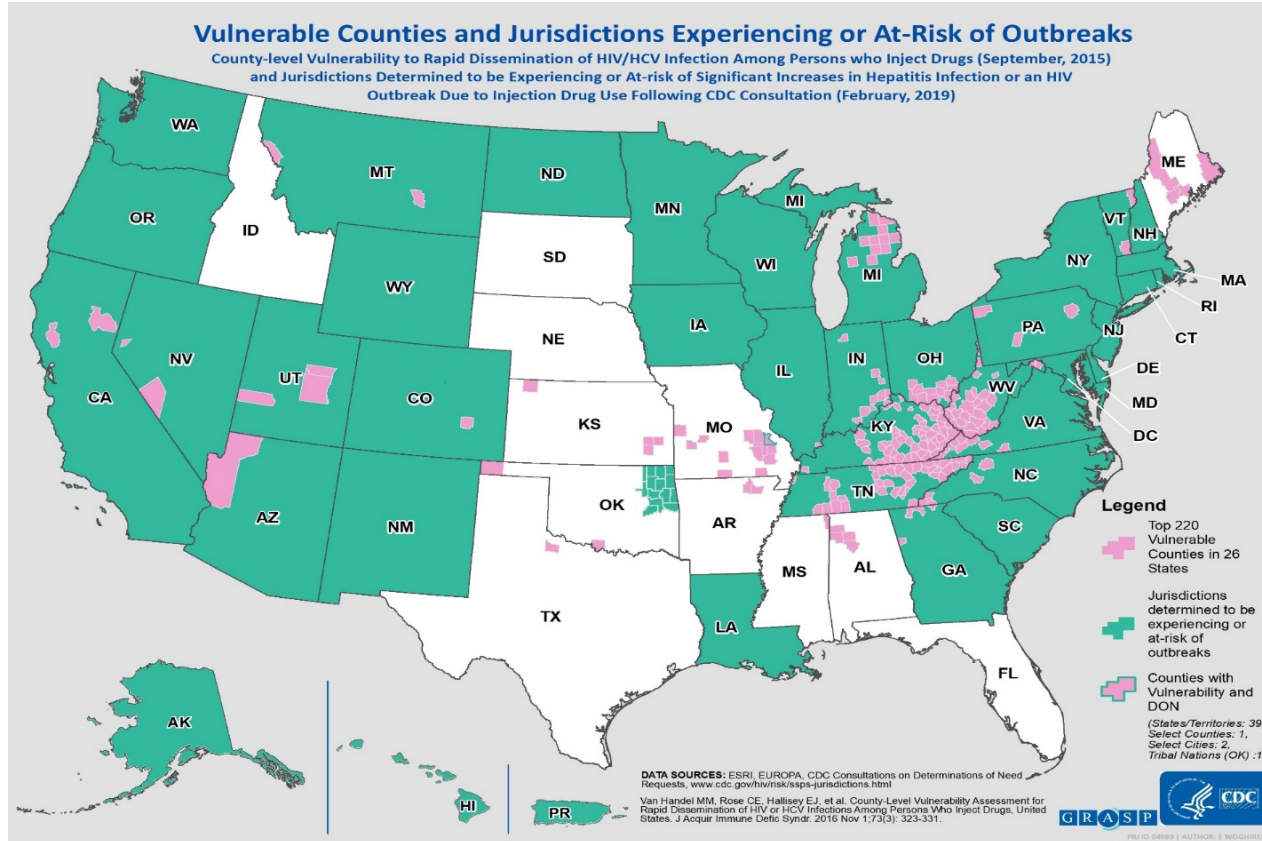 Vulnerable Counties and Jurisdictions Experiencing or At-Risk of Outbreaks
County-level Vulnerability to Rapid Dissemination of HIV/HCV Infection Among Persons who Inject Drugs (September, 2015)
and Jurisdictions Determined to be Experiencing or At-risk of Significant Increases in Hepatitis Infection or an HIV
Outbreak Due to Injection Drug Use Following CDC Consultation (February, 2019)
WA
MT
ND
MN
ME
OR
ID
SD
WI
MI
MI
VT
NH
NY
MA
RI
CT
WY
IA
NE
PA
NJ
NV
UT
CO
CA
IL
IN
OH
WV
DE
MD
DC
VA
KS
MO
KY
AZ
NM
OK
AR
TN
NC
SC
MS
AL
GA
TX
LA
FL
AK
HI
PR
Legend
Top 220
Vulnerable
Counties in 26
States
Jurisdictions
determined to be
experiencing or
at-risk of
outbreaks
Counties with
Vulnerability and
DON
(States/Territories: 39
Select Counties: 1,
Select Cities: 2,
Tribal Nations (OK) :1
DATA SOURCES: ESRI, EUROPA, CDC Consultations on Determinations of Need
Requests, www.cdc.gov/hiv/risk/ssps-jurisdictions.html
Van Handel MM, Rose CE, Hallisey EJ, et al. County-Level Vulnerability Assessment for
Rapid Dissemination of HIV or HCV Infections Among Persons Who Inject Drugs, United
States. J Acquir Immune Defic Syndr. 2016 Nov 1;73(3): 323-331.
GRASP
CDC
PRJ ID 04989 | AUTHOR: E WOGHIREN